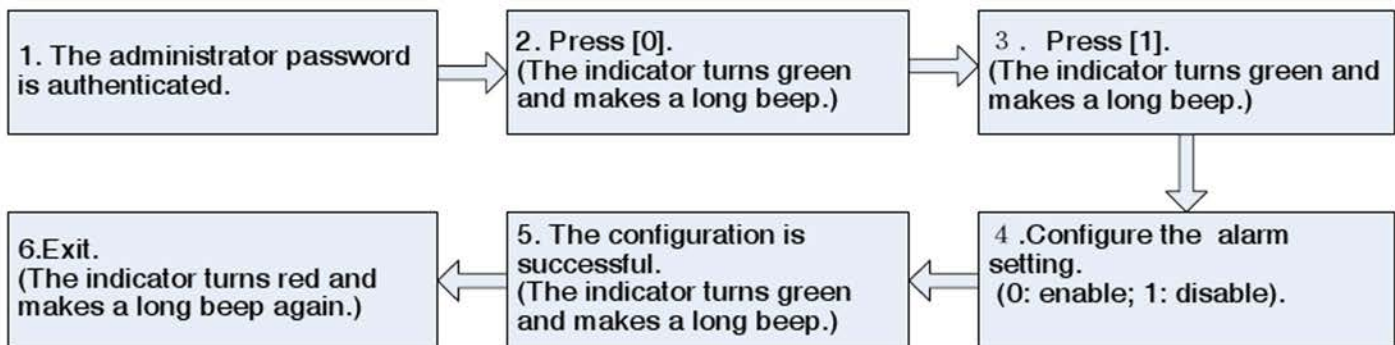 1. The administrator password
is authenticated.
2. Press [0].
(The indicator turns green
and makes a long beep.)
3 .  Press [1].
(The indicator turns green and
makes a long beep.)
4 .Configure the  alarm
setting.
(0: enable; 1: disable).
5. The configuration is
successful.
(The indicator turns green
and makes a long beep.)
6.Exit.
(The indicator turns red and
makes a long beep again.)